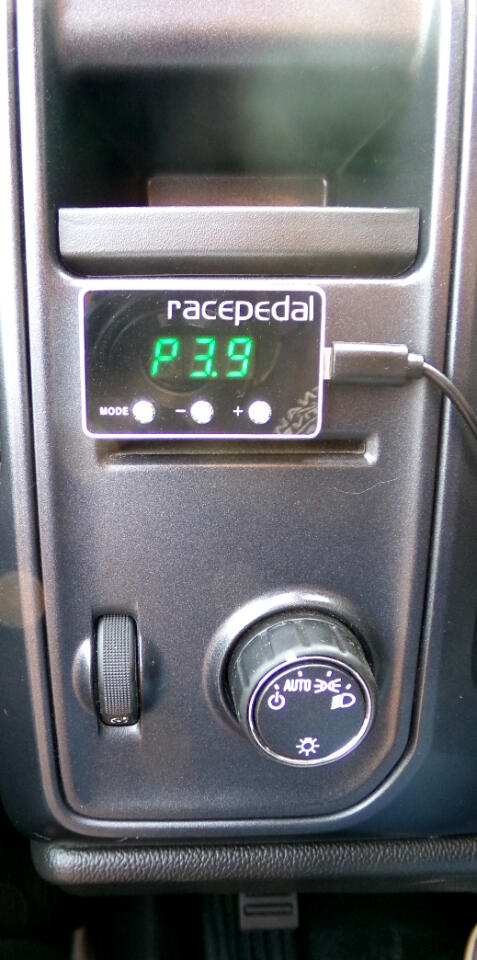 racepedal
P3.9
MODE - +
AUTO